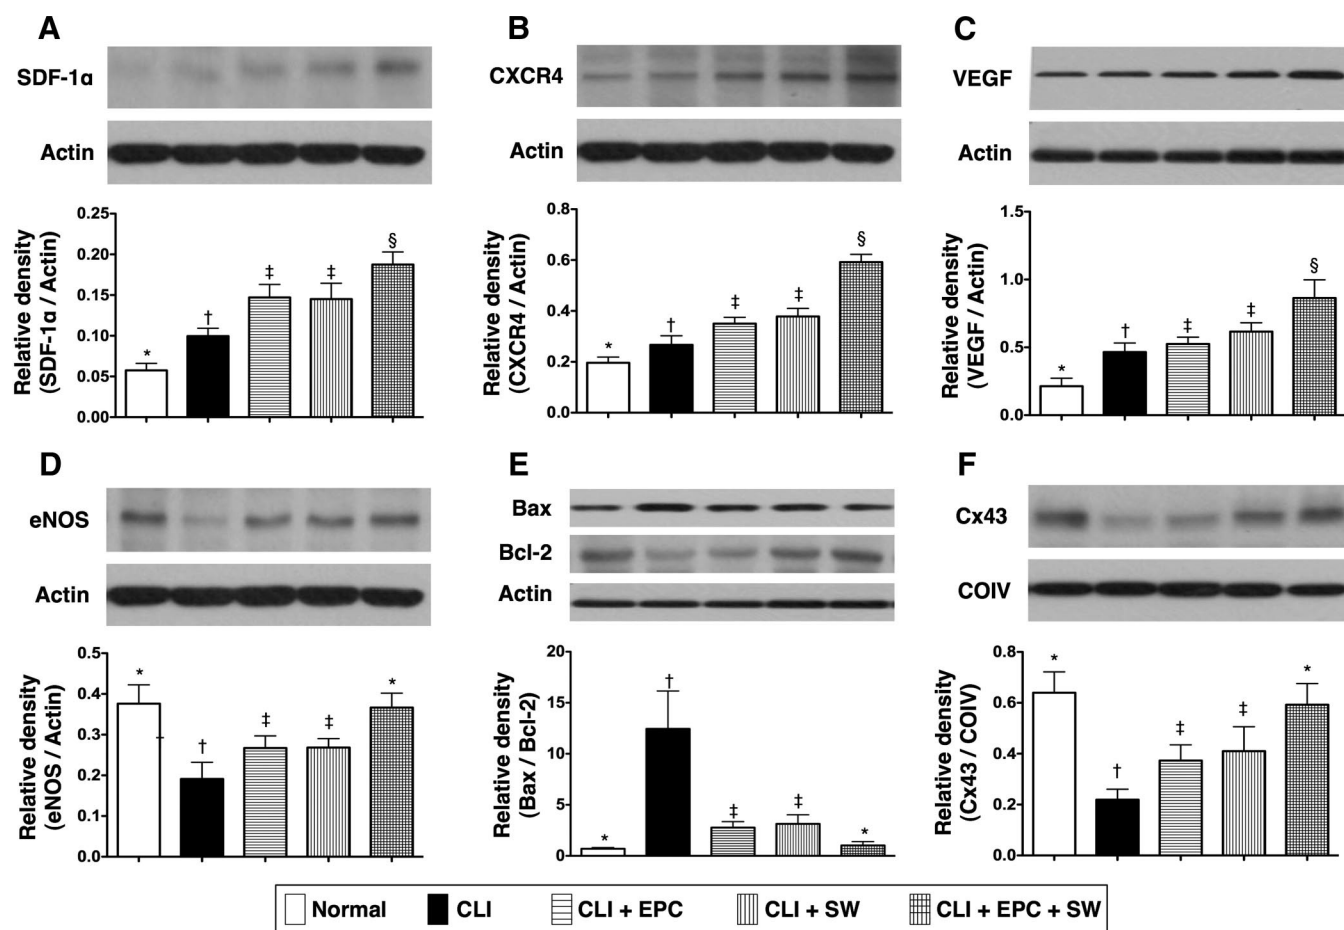 A
SDF-1α
Actin
Relative density
(SDF-1α / Actin)
0.25
0.20
0.15
0.10
0.05
0.00
*
†
‡
‡
§
B
CXCR4
Actin
Relative density
(CXCR4 / Actin)
0.8
0.6
0.4
0.2
0.0
*
†
‡
‡
§
C
VEGF
Actin
Relative density
(VEGF / Actin)
1.5
1.0
0.5
0.0
*
†
‡
‡
§
D
eNOS
Actin
Relative density
(eNOS / Actin)
0.5
0.4
0.3
0.2
0.1
0.0
*
†
‡
‡
*
E
Bax
Bcl-2
Actin
Relative density
(Bax / Bcl-2)
20
15
10
5
0
*
†
‡
‡
*
F
Cx43
COIV
Relative density
(Cx43 / COIV)
0.8
0.6
0.4
0.2
0.0
*
†
‡
‡
*
Normal CLI CLI + EPC CLI + SW CLI + EPC + SW